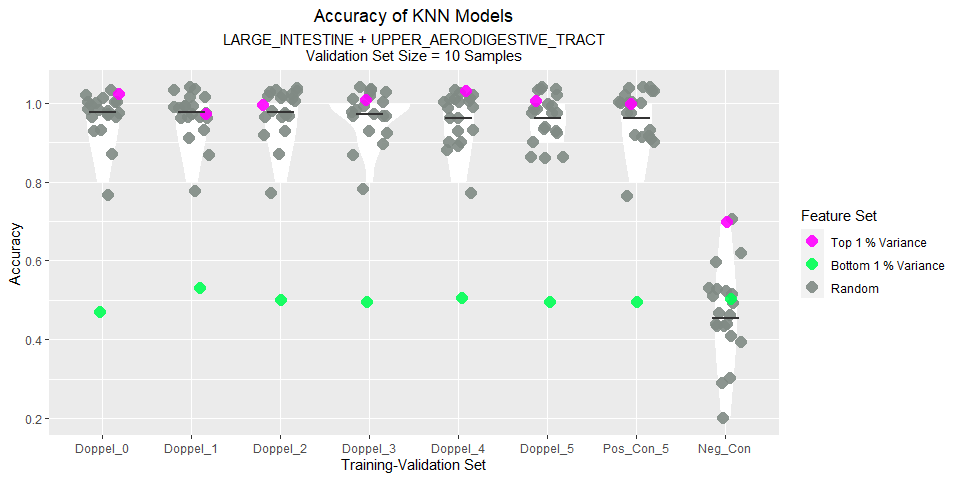 Accuracy of KNN Models
LARGE_INTESTINE + UPPER_AERODIGESTIVE_TRACT
Validation Set Size = 10 Samples
Accuracy
1.0
0.8
0.6
0.4
0.2
Doppel_0 Doppel_1 Doppel_2 Doppel_3 Doppel_4 Doppel_5 Pos_Con_5 Neg_Con
Training-Validation Set
Feature Set
Top 1 % Variance
Bottom 1 % Variance
Random